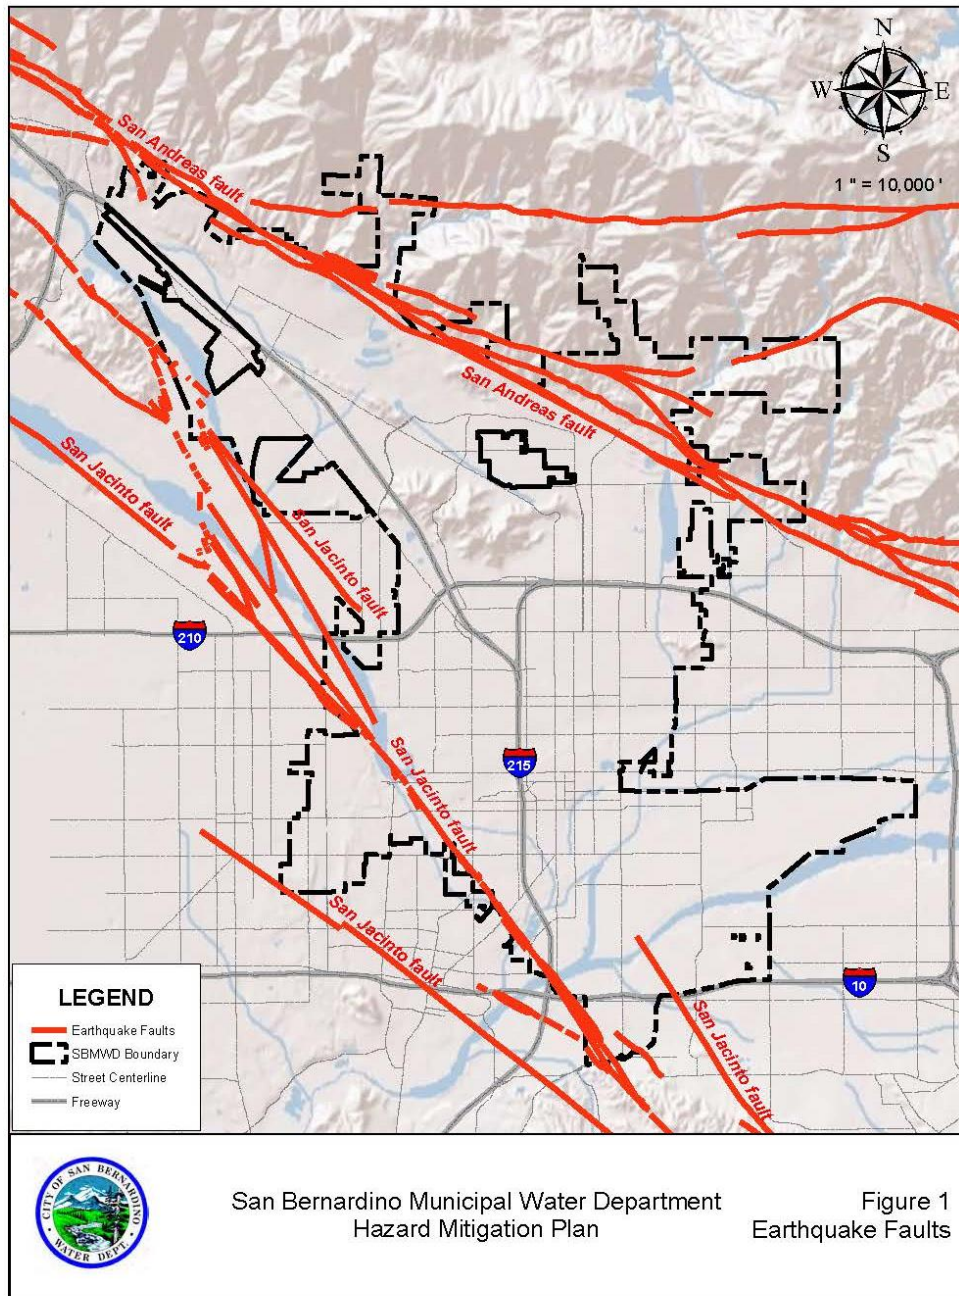 N
W E
S
1 " = 10,000 '
San Andreas fault
San Andreas fault
San Jacinto fault
San Jacinto fault
210
San Jacinto fault
215
San Jacinto fault
10
San Jacinto fault
LEGEND
Earthquake Faults
SBMWD Boundary
Street Centerline
Freeway
CITY OF SAN BERNARDINO
WATER DEPT.
San Bernardino Municipal Water Department
Hazard Mitigation Plan
Figure 1
Earthquake Faults